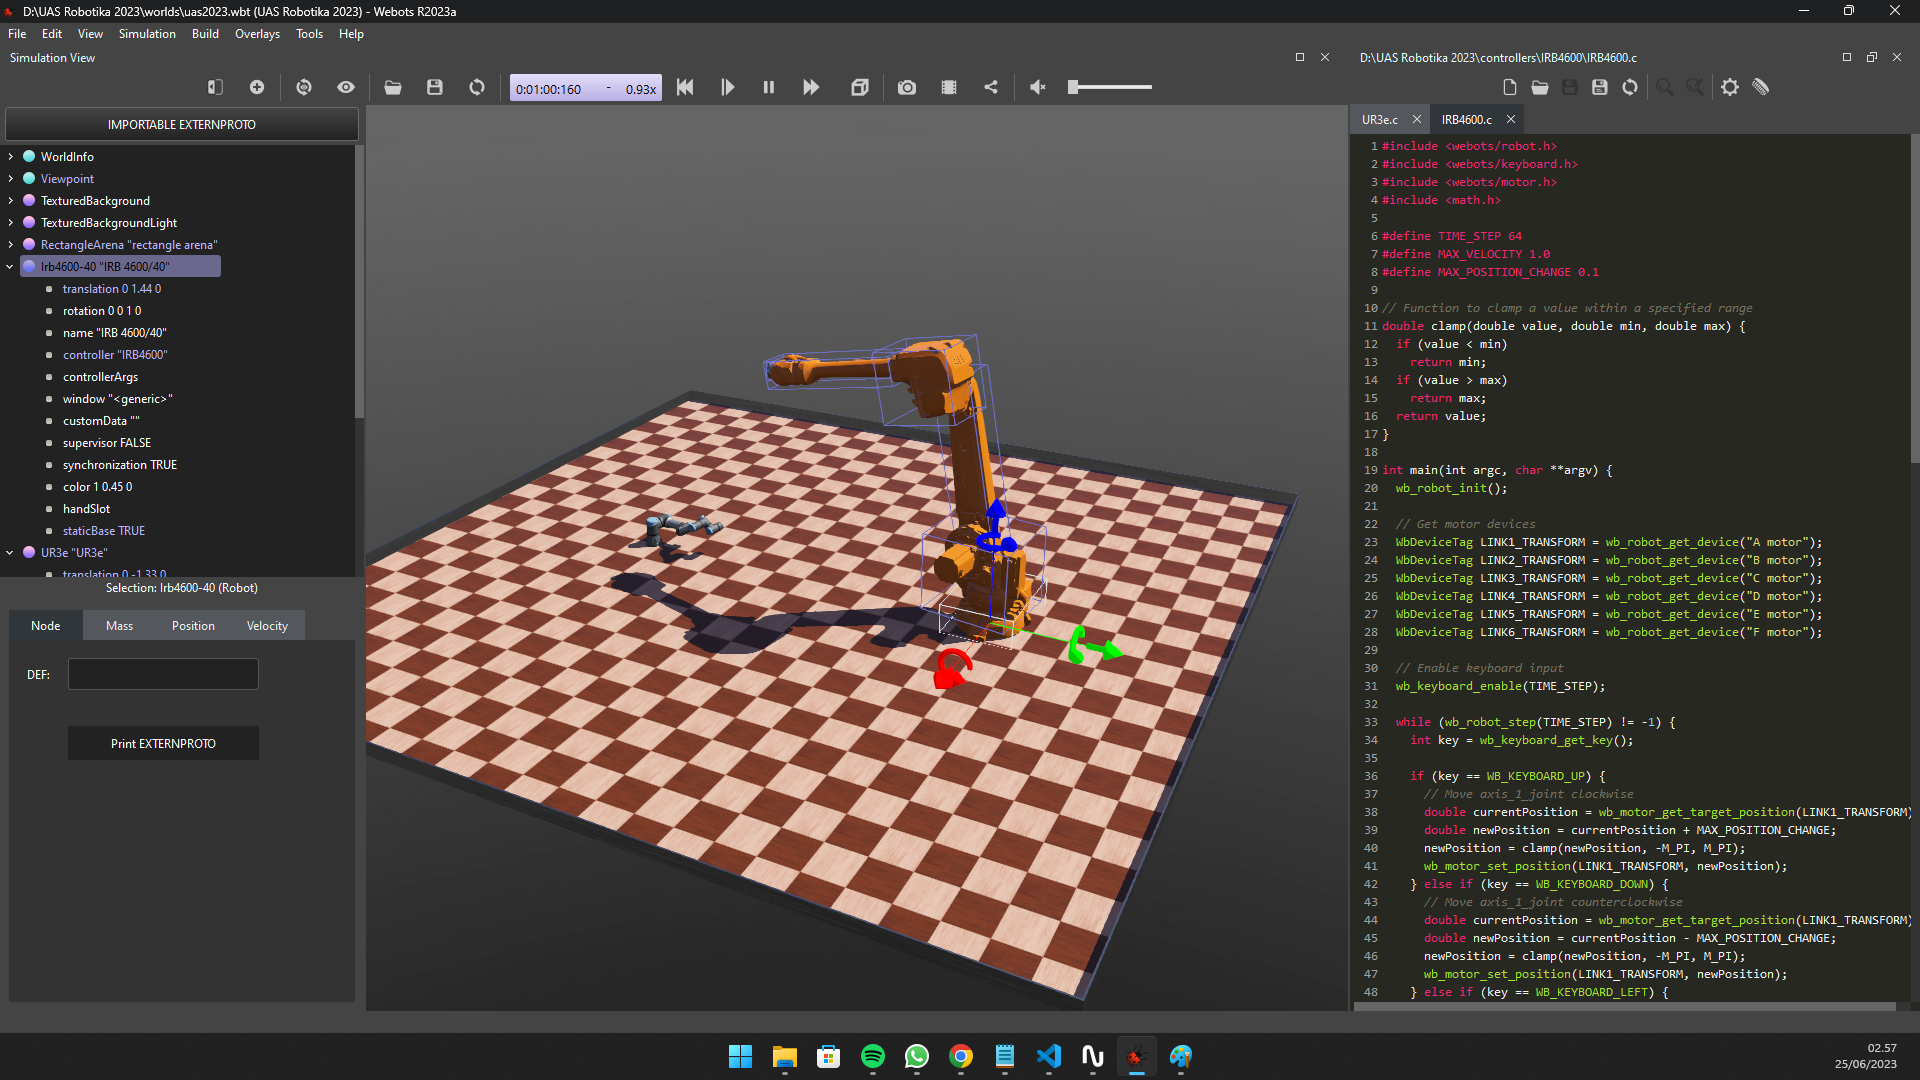 D:\UAS Robotika 2023\worlds\uas2023.wbt (UAS Robotika 2023) - Webots R2023a
File Edit View Simulation Build Overlays Tools Help
Simulation View
0:01:00:160 - 0.93x
IMPORTABLE EXTERNPROTO
WorldInfo
Viewpoint
TexturedBackground
TexturedBackgroundLight
RectangleArena "rectangle arena"
Irb4600-40 "IRB 4600/40"
translation 0 1.44 0
rotation 0 0 1 0
name "IRB 4600/40"
controller "IRB4600"
controllerArgs
window "<generic>"
customData ""
supervisor FALSE
synchronization TRUE
color 1 0.45 0
handSlot
staticBase TRUE
UR3e "UR3e"
translation 0 -1.33 0
Selection: Irb4600-40 (Robot)
Node Mass Position Velocity
DEF:
Print EXTERNPROTO
D:\UAS Robotika 2023\controllers\IRB4600\IRB4600.c
UR3e.c IRB4600.c
1 #include <webots/robot.h>
2 #include <webots/keyboard.h>
3 #include <webots/motor.h>
4 #include <math.h>
5
6 #define TIME_STEP 64
7 #define MAX_VELOCITY 1.0
8 #define MAX_POSITION_CHANGE 0.1
9
10 // Function to clamp a value within a specified range
11 double clamp(double value, double min, double max) {
12 if (value < min)
13 return min;
14 if (value > max)
15 return max;
16 return value;
17 }
18
19 int main(int argc, char **argv) {
20 wb_robot_init();
21
22 // Get motor devices
23 WbDeviceTag LINK1_TRANSFORM = wb_robot_get_device("A motor");
24 WbDeviceTag LINK2_TRANSFORM = wb_robot_get_device("B motor");
25 WbDeviceTag LINK3_TRANSFORM = wb_robot_get_device("C motor");
26 WbDeviceTag LINK4_TRANSFORM = wb_robot_get_device("D motor");
27 WbDeviceTag LINK5_TRANSFORM = wb_robot_get_device("E motor");
28 WbDeviceTag LINK6_TRANSFORM = wb_robot_get_device("F motor");
29
30 // Enable keyboard input
31 wb_keyboard_enable(TIME_STEP);
32
33 while (wb_robot_step(TIME_STEP) != -1) {
34 int key = wb_keyboard_get_key();
35
36 if (key == WB_KEYBOARD_UP) {
37 // Move axis_1_joint clockwise
38 double currentPosition = wb_motor_get_target_position(LINK1_TRANSFORM)
39 double newPosition = currentPosition + MAX_POSITION_CHANGE;
40 newPosition = clamp(newPosition, -M_PI, M_PI);
41 wb_motor_set_position(LINK1_TRANSFORM, newPosition);
42 } else if (key == WB_KEYBOARD_DOWN) {
43 // Move axis_1_joint counterclockwise
44 double currentPosition = wb_motor_get_target_position(LINK1_TRANSFORM)
45 double newPosition = currentPosition - MAX_POSITION_CHANGE;
46 newPosition = clamp(newPosition, -M_PI, M_PI);
47 wb_motor_set_position(LINK1_TRANSFORM, newPosition);
48 } else if (key == WB_KEYBOARD_LEFT) {
02.57
25/06/2023